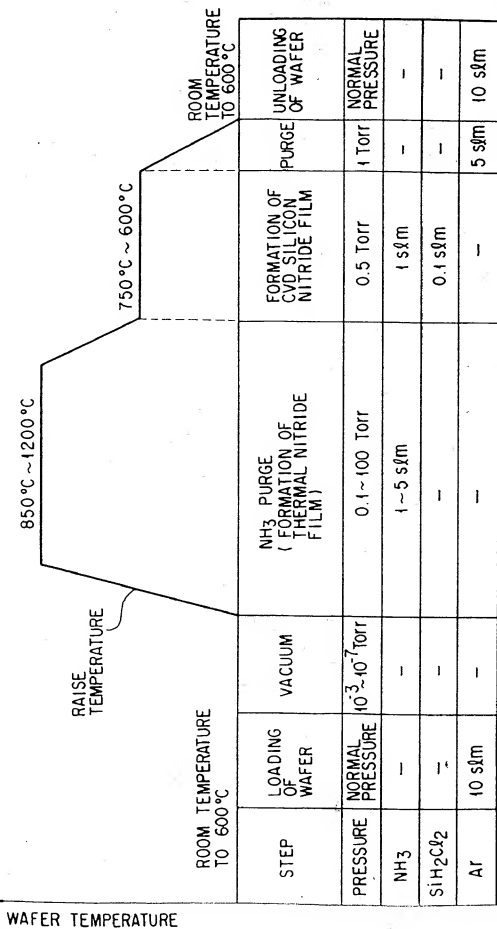 WAFER TEMPERATURE
ROOM TEMPERATURE
TO 600°C
RAISE
TEMPERATURE
850°C~1200°C
750°C~600°C
ROOM
TEMPERATURE
TO 600°C
STEP
LOADING
OF
WAFER
VACUUM
NH3 PURGE
(FORMATION OF
THERMAL NITRIDE
FILM)
FORMATION OF
CVD SILICON
NITRIDE FILM
PURGE
UNLOADING
OF WAFER
PRESSURE
NORMAL
PRESSURE
10⁻³~10⁻⁷Torr
0.1~100 Torr
0.5 Torr
1 Torr
NORMAL
PRESSURE
NH3
–
–
1~5 slm
1 slm
–
–
SiH2Cl2
–
–
–
0.1 slm
–
–
Ar
10 slm
–
–
–
5 slm
10 slm